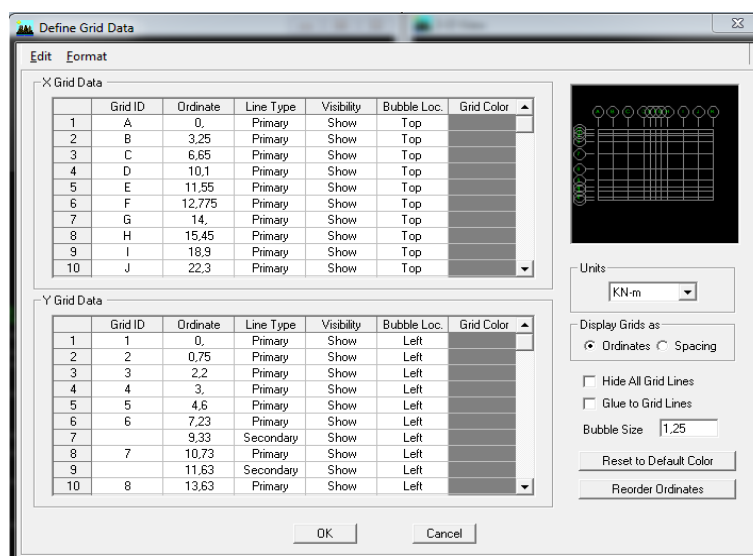 Define Grid Data
Edit Format
X Grid Data
Grid ID Ordinate Line Type Visibility Bubble Loc. Grid Color
1 A 0, Primary Show Top
2 B 3,25 Primary Show Top
3 C 6,65 Primary Show Top
4 D 10,1 Primary Show Top
5 E 11,55 Primary Show Top
6 F 12,775 Primary Show Top
7 G 14, Primary Show Top
8 H 15,45 Primary Show Top
9 I 18,9 Primary Show Top
10 J 22,3 Primary Show Top
Units
KN-m
Y Grid Data
Grid ID Ordinate Line Type Visibility Bubble Loc. Grid Color
1 1 0, Primary Show Left
2 2 0,75 Primary Show Left
3 3 2,2 Primary Show Left
4 4 3, Primary Show Left
5 5 4,6 Primary Show Left
6 6 7,23 Primary Show Left
7 9,33 Secondary Show Left
8 7 10,73 Primary Show Left
9 11,63 Secondary Show Left
10 8 13,63 Primary Show Left
Display Grids as
Ordinates Spacing
Hide All Grid Lines
Glue to Grid Lines
Bubble Size 1,25
Reset to Default Color
Reorder Ordinates
OK Cancel